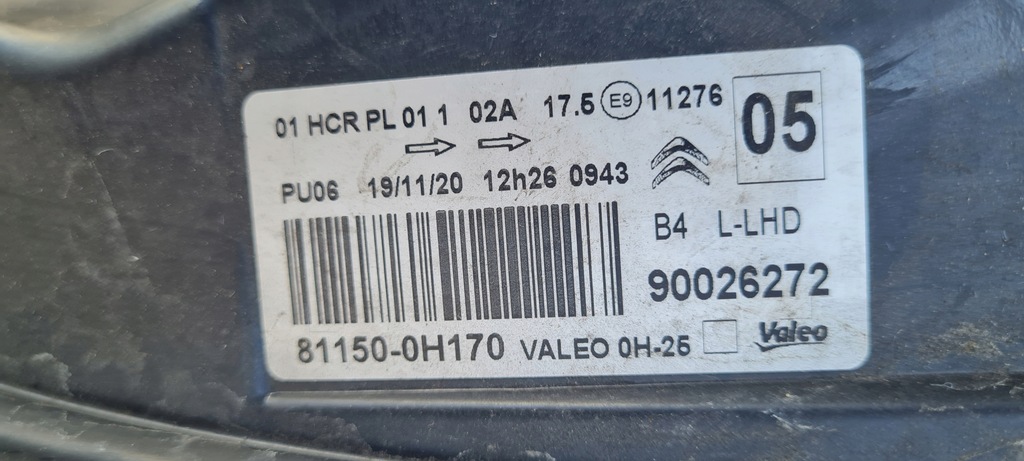 01 HCR PL 01 1 02A 17.5 E9 11276
05
PU06 19/11/20 12h26 0943
B4 L-LHD
90026272
81150-0H170 VALEO 0H-25
Valeo